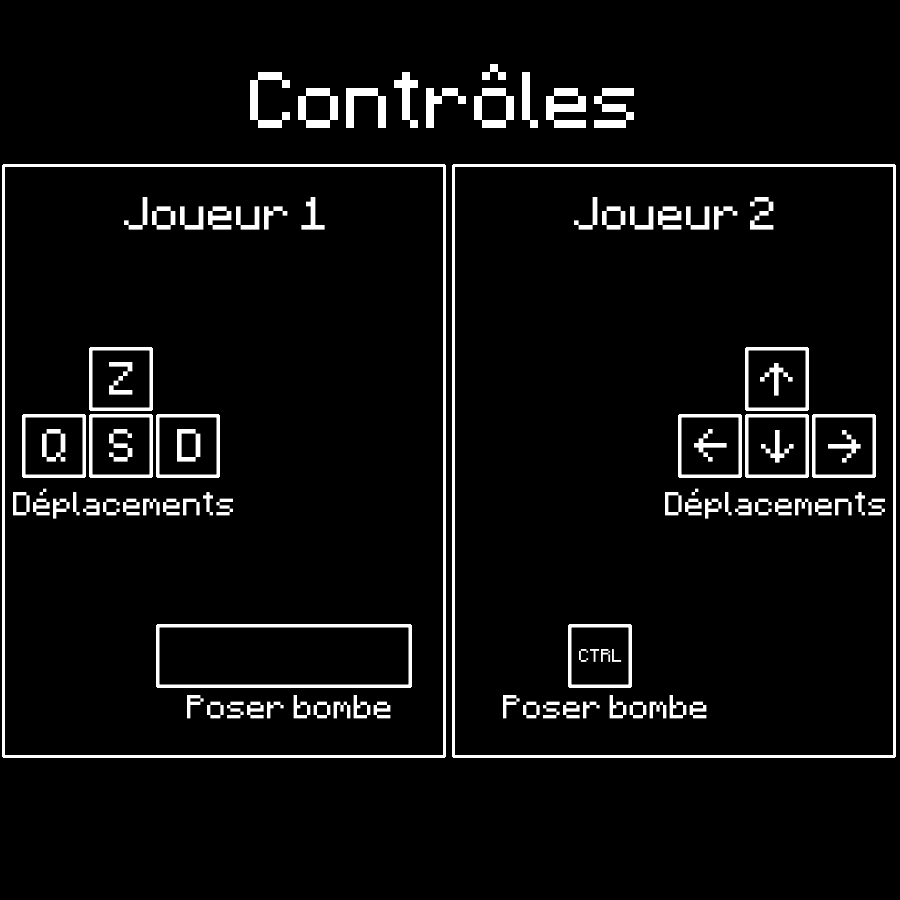 Contrôles
Joueur 1
Z
Q S D
Déplacements
Poser bombe
Joueur 2
↑
← ↓ →
Déplacements
CTRL
Poser bombe